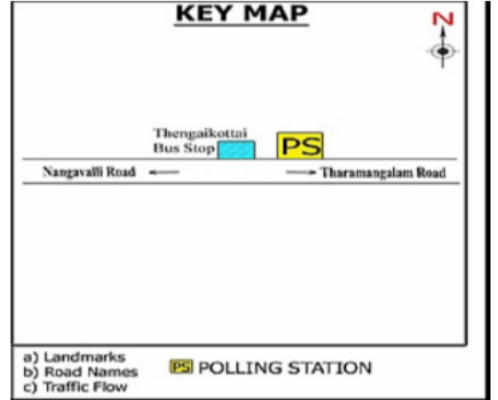 KEY MAP
N
Thengaikottai
Bus Stop
PS
Nangavalli Road
Tharamangalam Road
a) Landmarks
b) Road Names
c) Traffic Flow
PS POLLING STATION